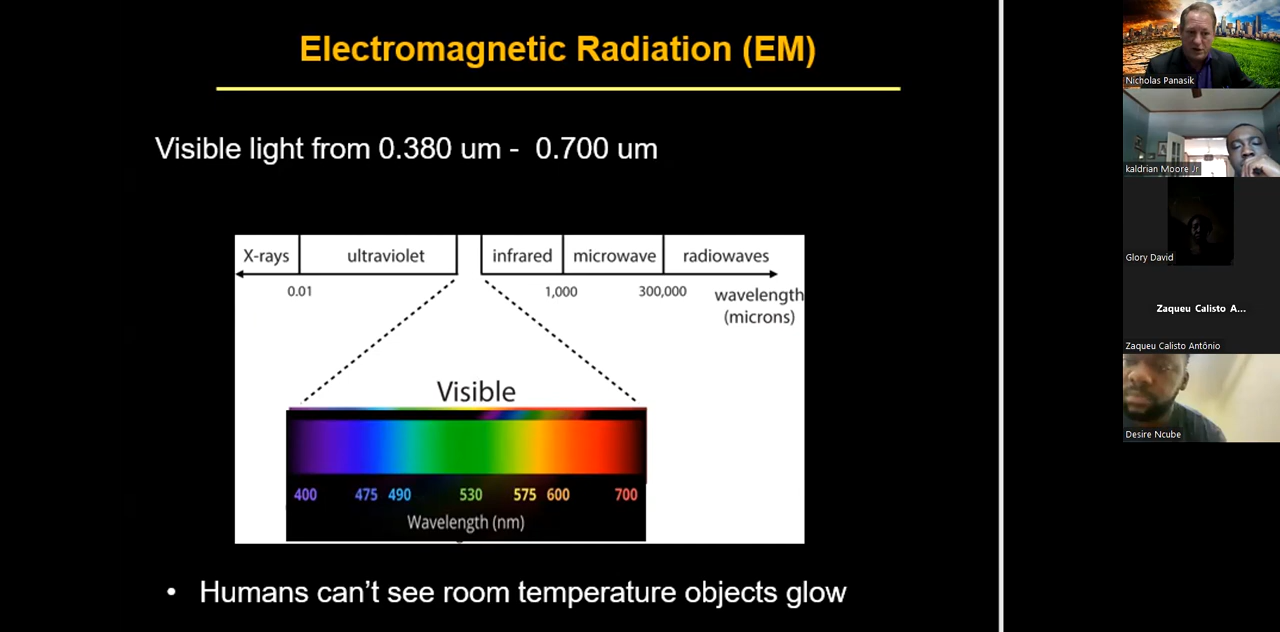 Electromagnetic Radiation (EM)
Visible light from 0.380 um - 0.700 um
X-rays ultraviolet infrared microwave radiowaves
0.01 1,000 300,000 wavelength
(microns)
Visible
400 475 490 530 575 600 700
Wavelength (nm)
• Humans can't see room temperature objects glow
Nicholas Panasik
kaldrian Moore Jr
Glory David
Zaqueu Calisto A...
Zaqueu Calisto Antônio
Desire Ncube